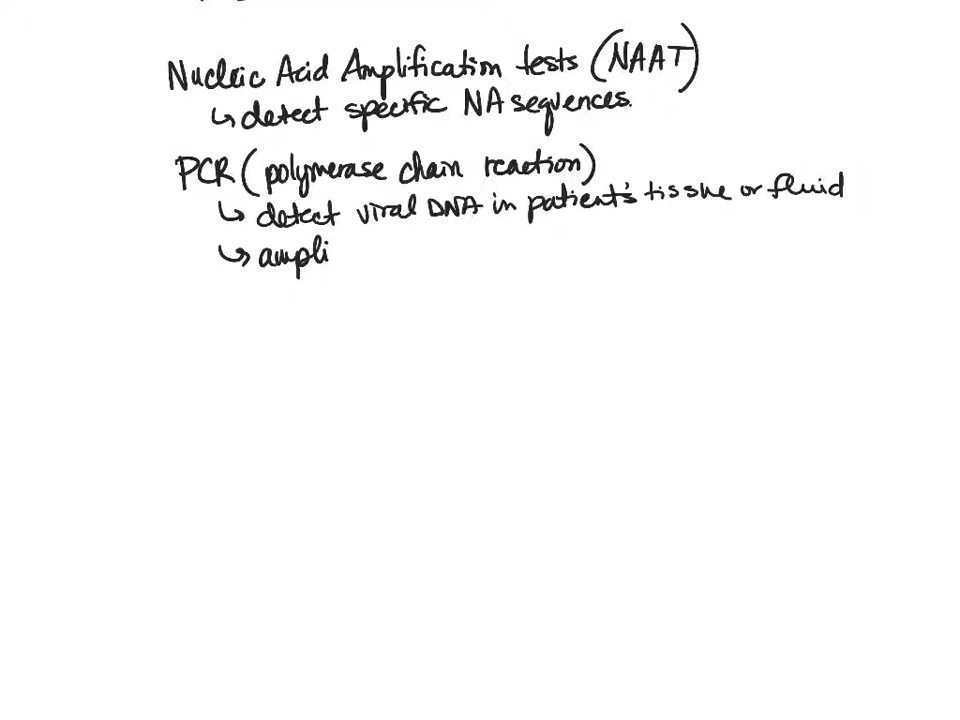 Nucleic Acid Amplification tests (NAAT)
↳ detect specific NA sequences.
PCR (polymerase chain reaction)
↳ detect viral DNA in patient's tissue or fluid
↳ ampli